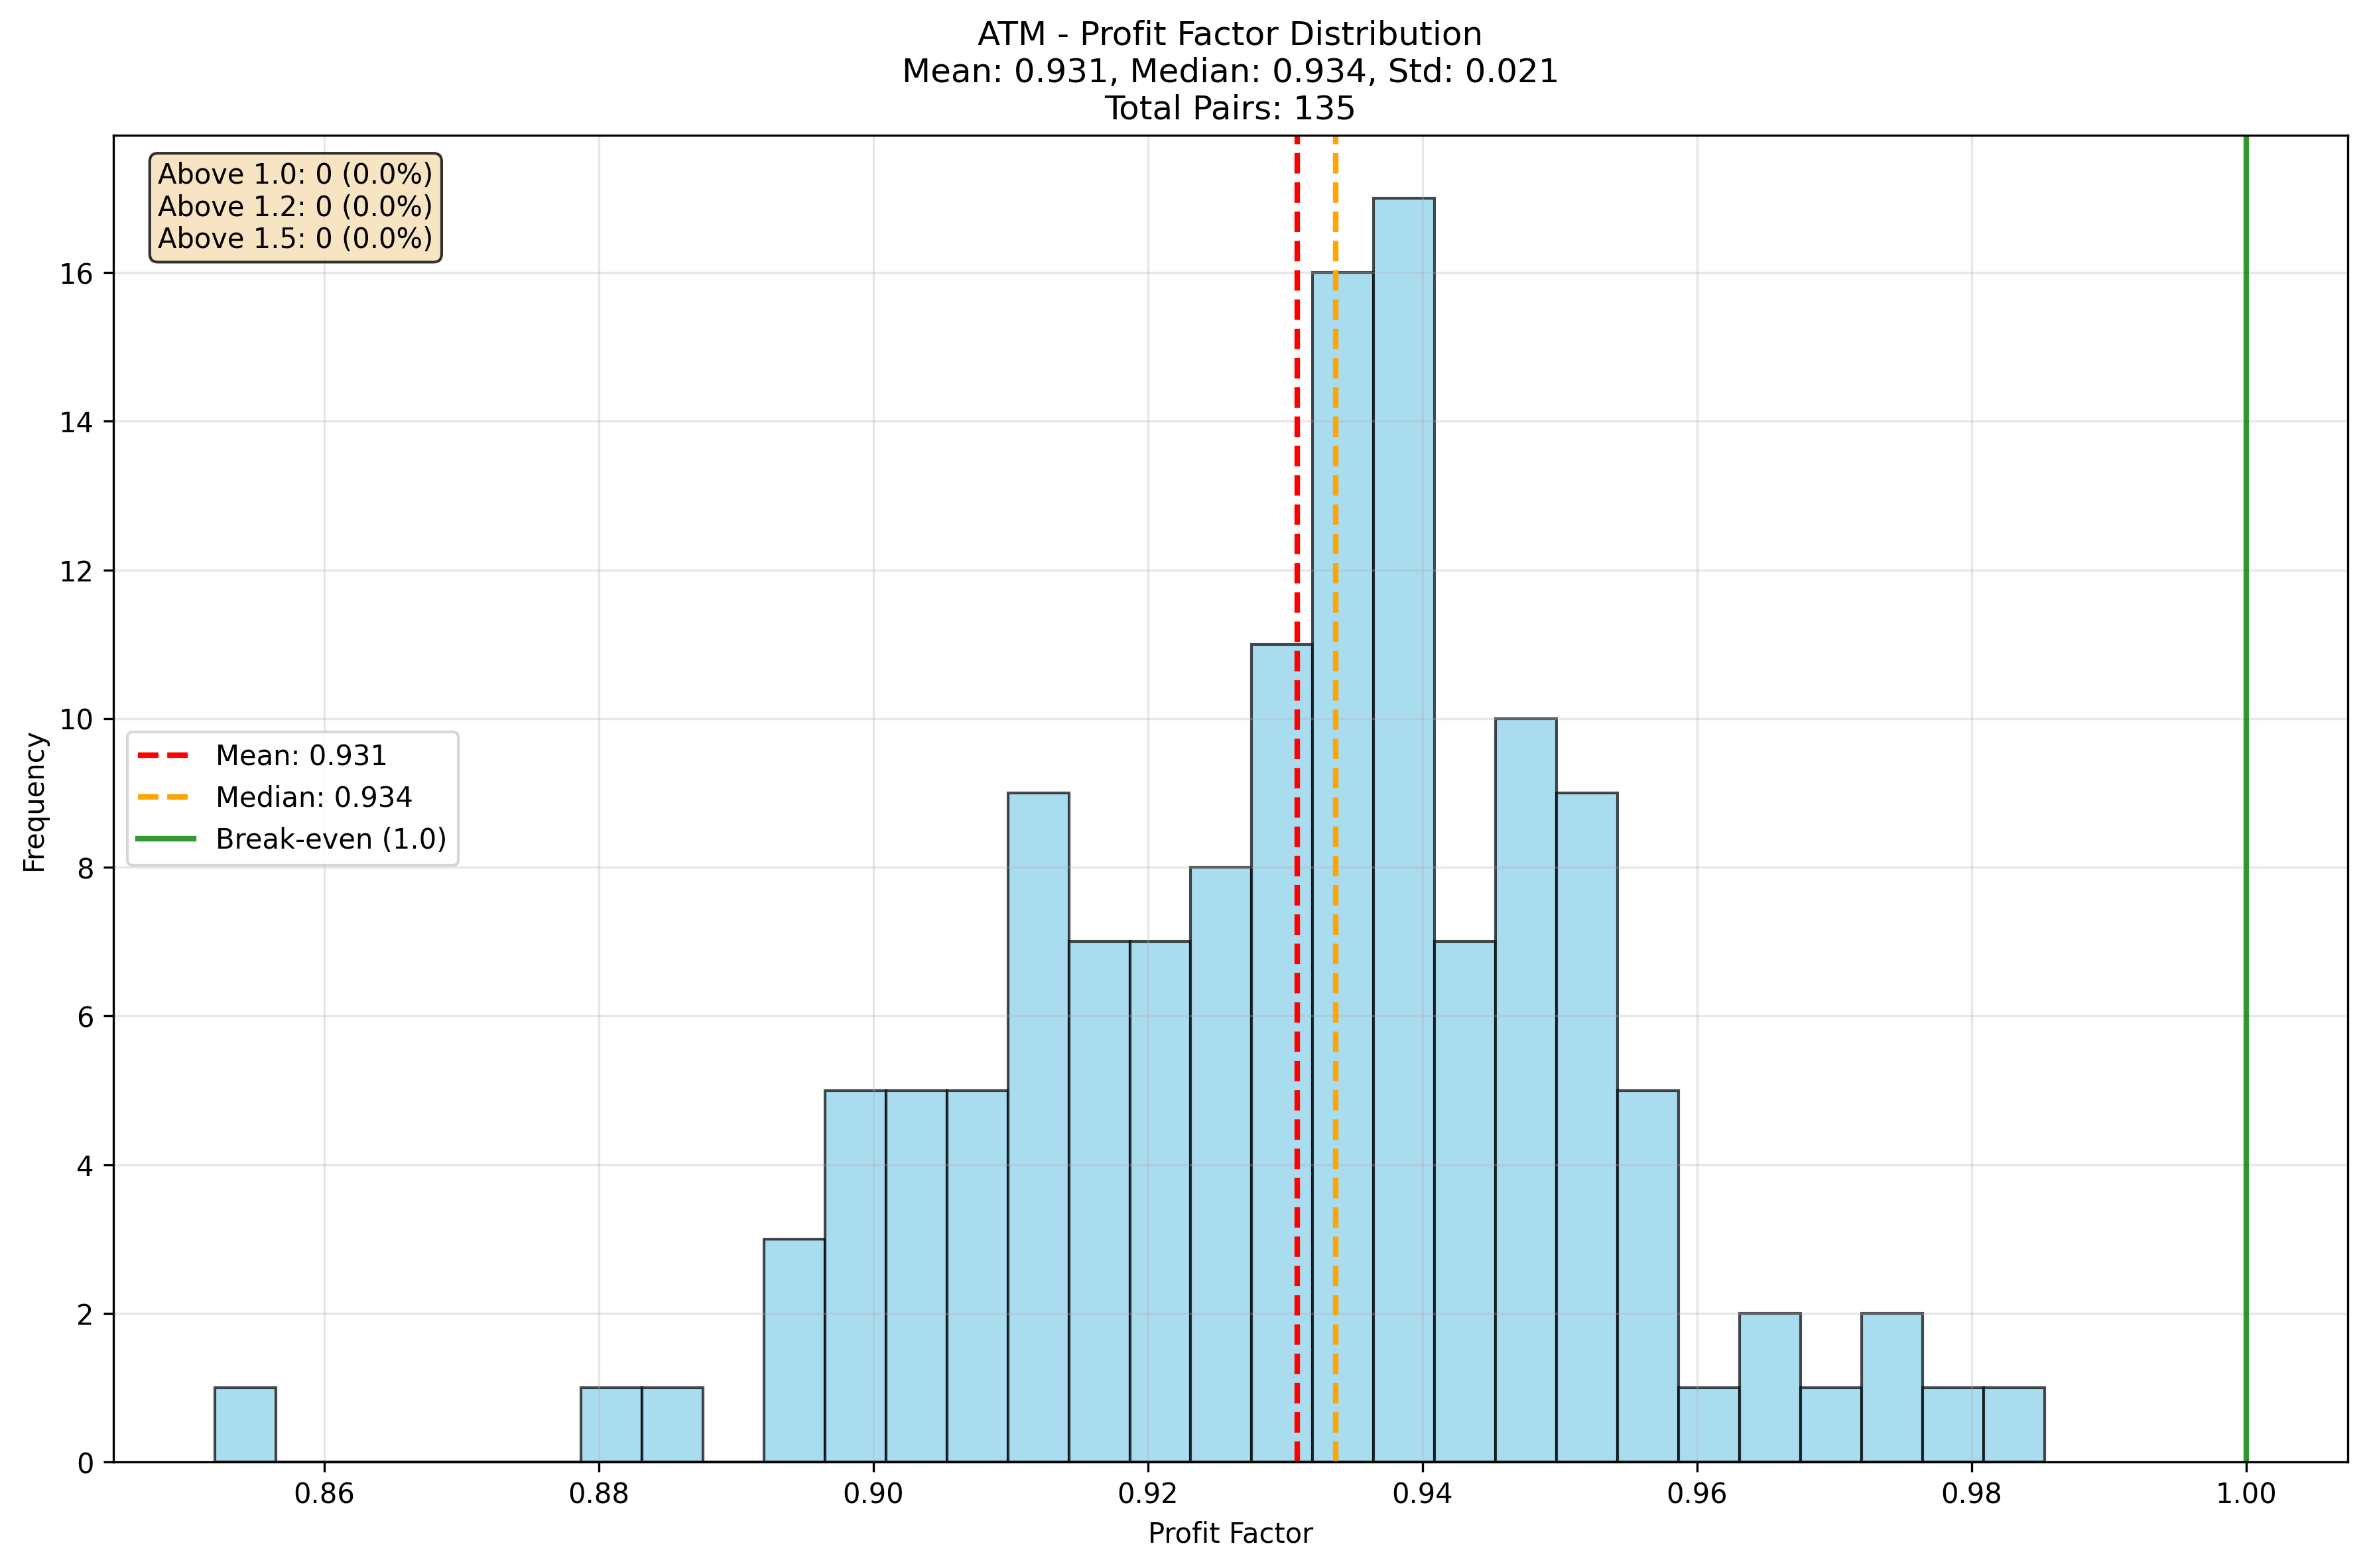 ATM - Profit Factor Distribution
Mean: 0.931, Median: 0.934, Std: 0.021
Total Pairs: 135
Above 1.0: 0 (0.0%)
Above 1.2: 0 (0.0%)
Above 1.5: 0 (0.0%)
Mean: 0.931
Median: 0.934
Break-even (1.0)
Frequency
16
14
12
10
8
6
4
2
0
0.86 0.88 0.90 0.92 0.94 0.96 0.98 1.00
Profit Factor